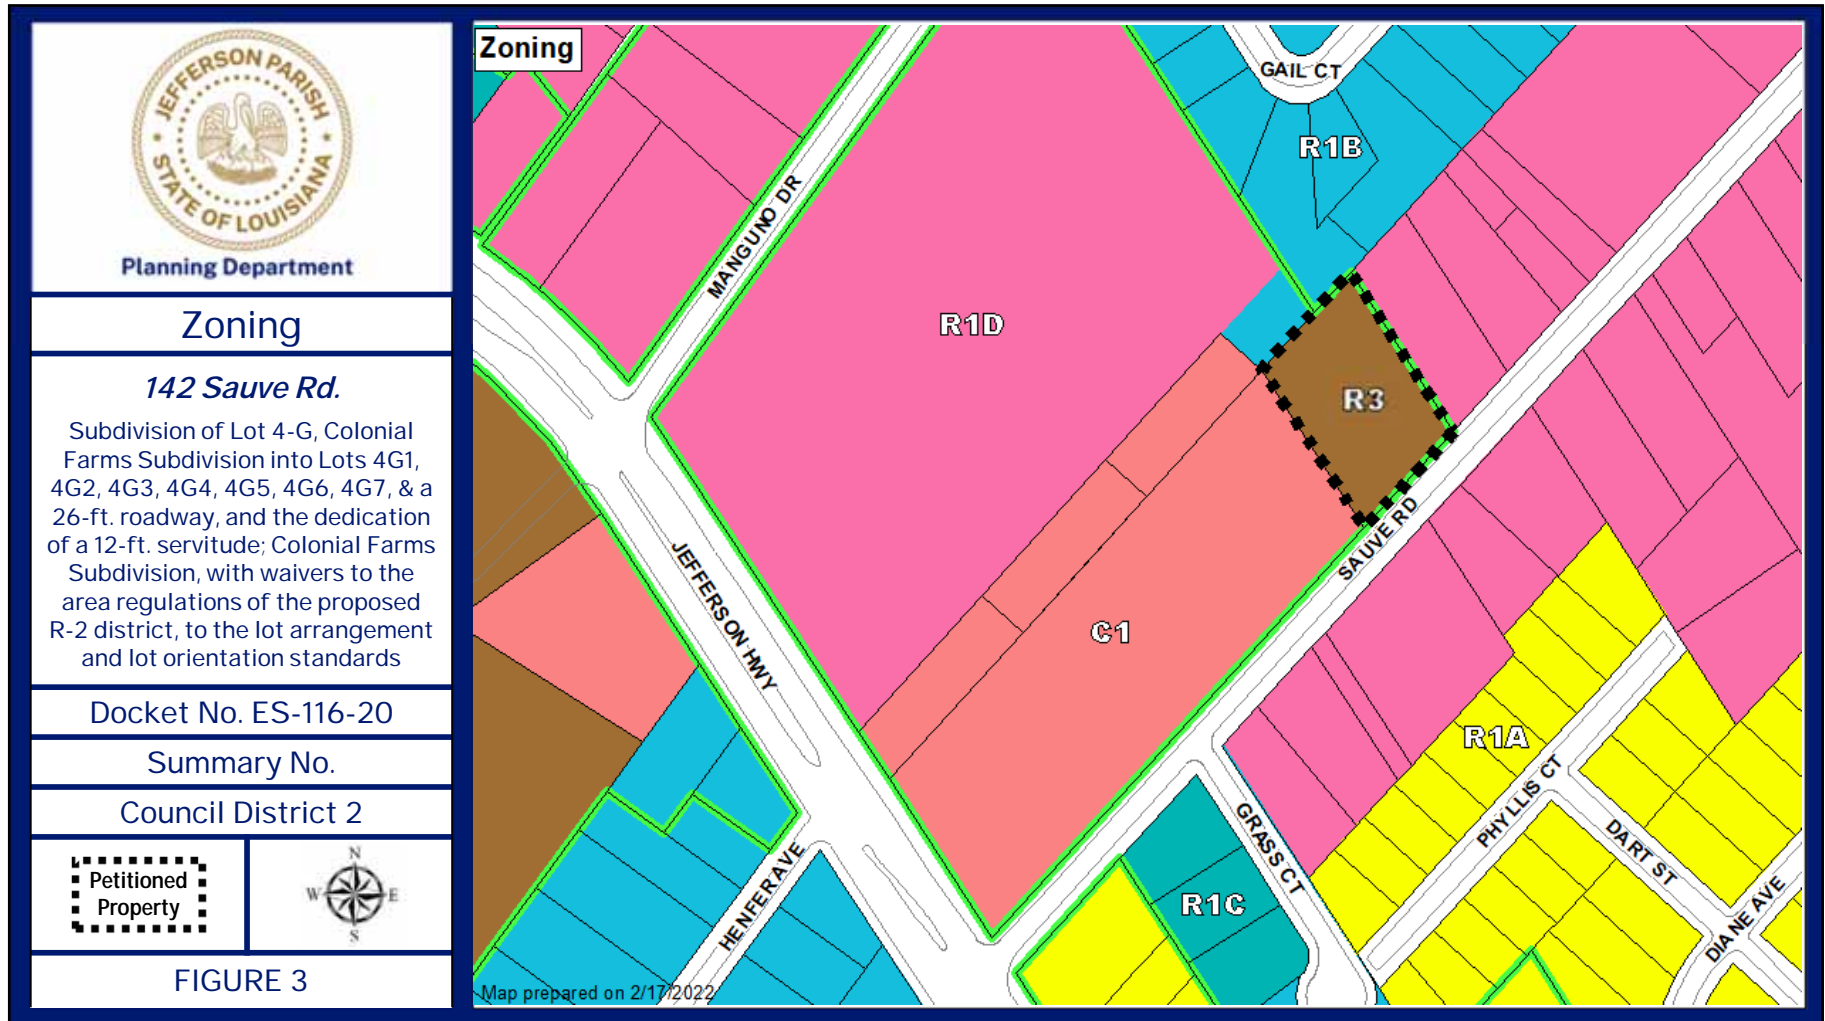 JEFFERSON PARISH
STATE OF LOUISIANA
Planning Department
Zoning
142 Sauve Rd.
Subdivision of Lot 4-G, Colonial
Farms Subdivision into Lots 4G1,
4G2, 4G3, 4G4, 4G5, 4G6, 4G7, & a
26-ft. roadway, and the dedication
of a 12-ft. servitude; Colonial Farms
Subdivision, with waivers to the
area regulations of the proposed
R-2 district, to the lot arrangement
and lot orientation standards
Docket No. ES-116-20
Summary No.
Council District 2
Petitioned
Property
N
W E
S
FIGURE 3
Zoning
GAIL CT
R1B
MANGUNO DR
R1D
R3
SAUVE RD
JEFFERSON HWY
C1
R1A
PHYLLIS CT
GRASS CT
DART ST
HENFER AVE
R1C
DIANE AVE
Map prepared on 2/17/2022